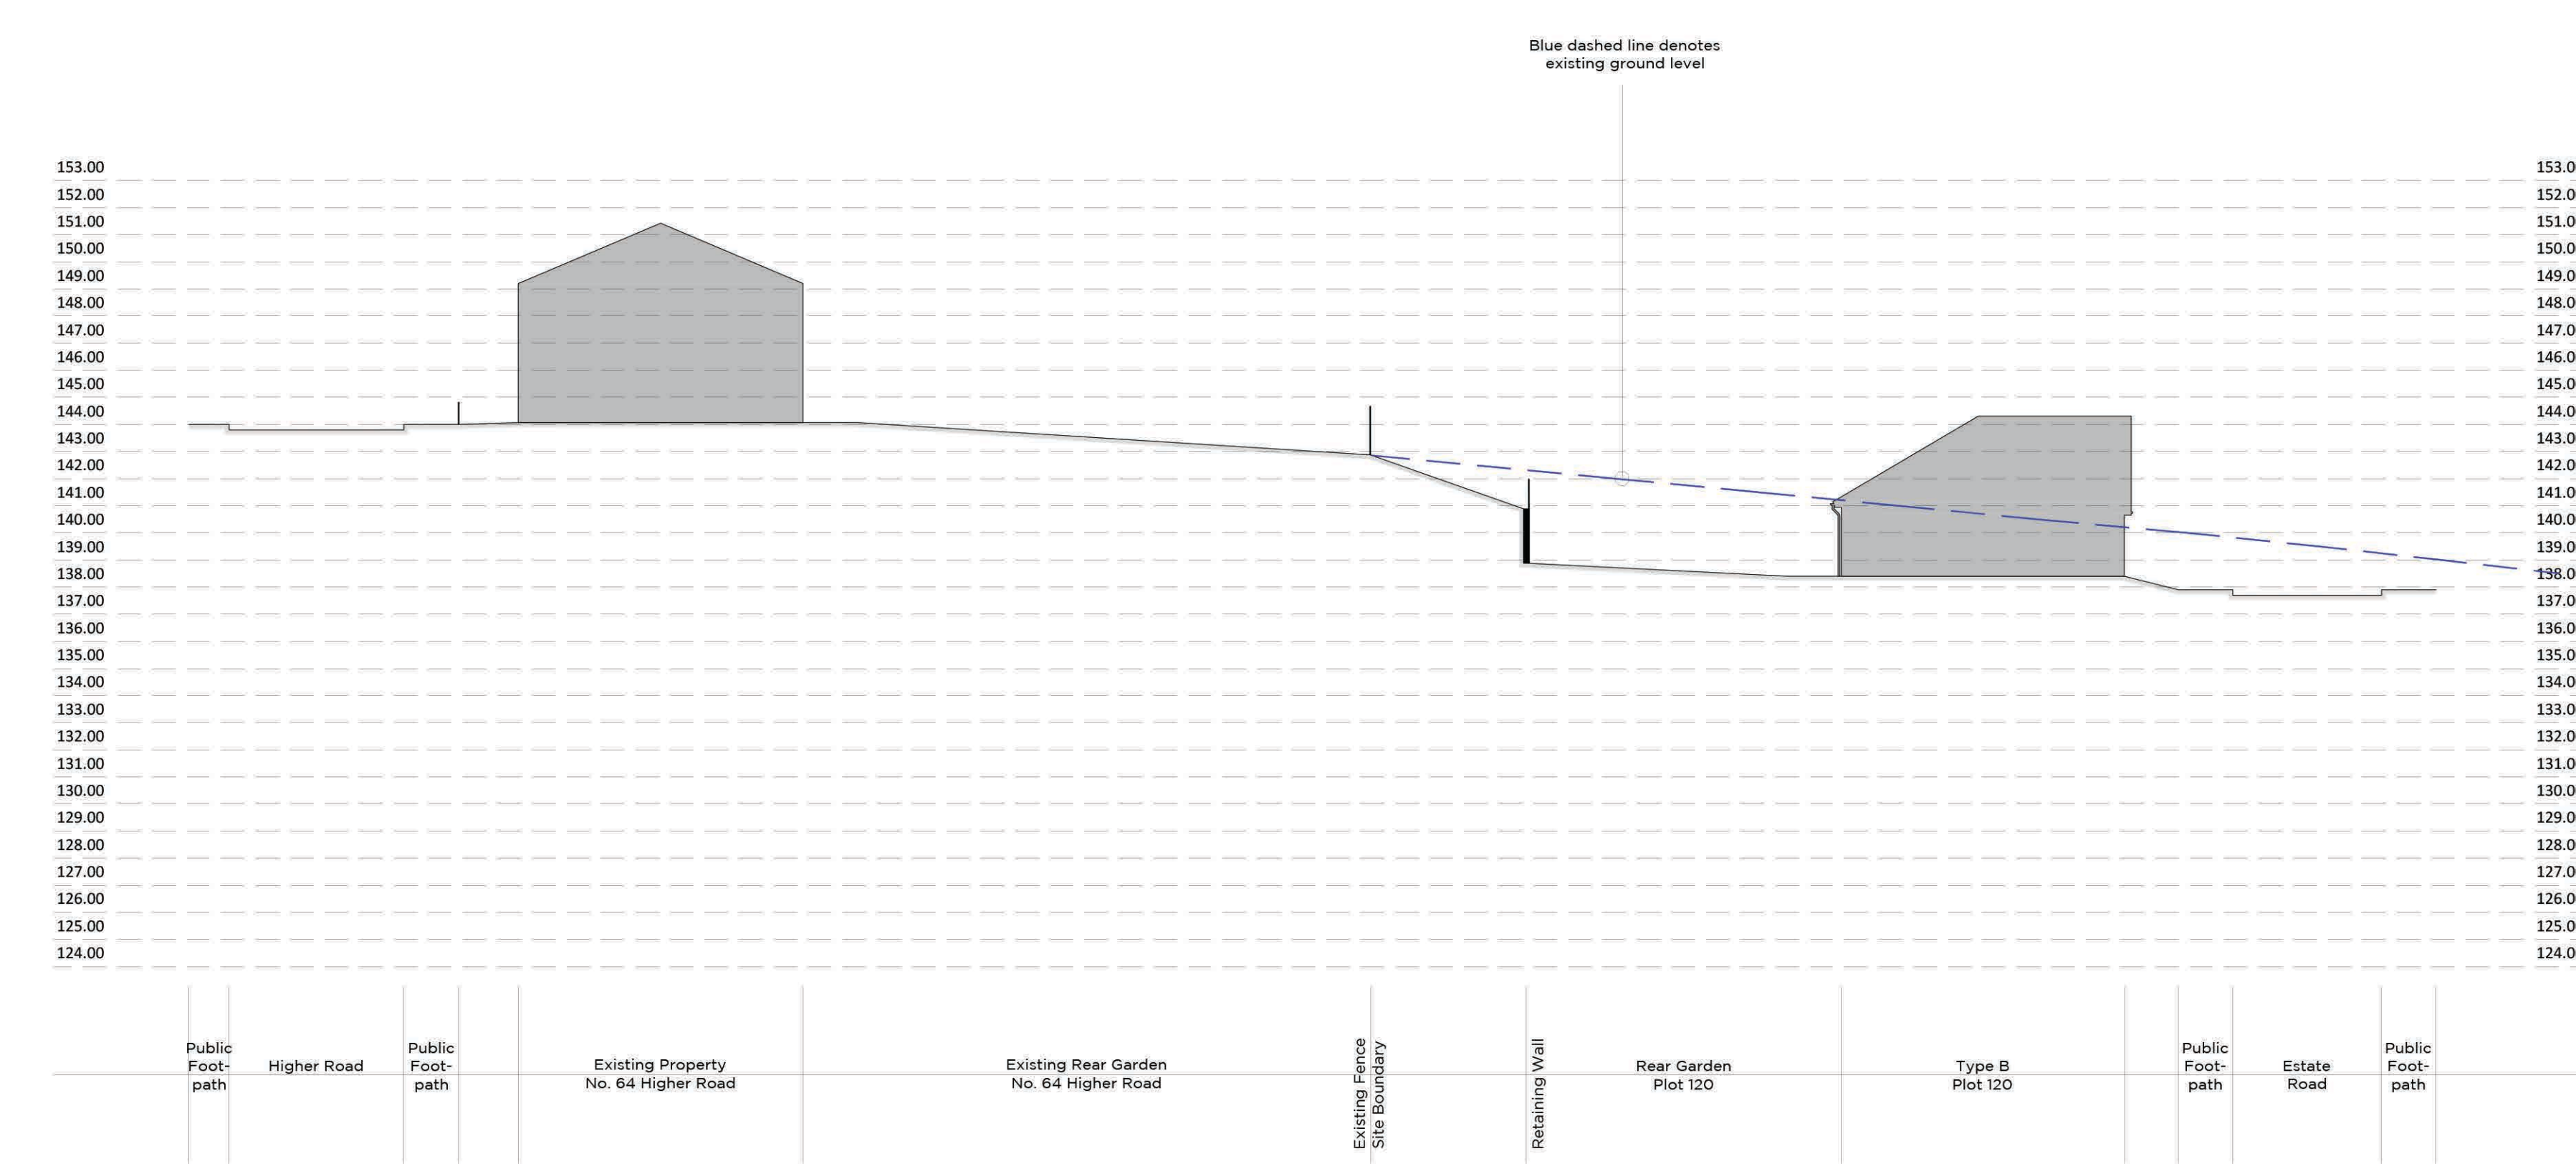 Blue dashed line denotes
existing ground level
153.00 153.0
152.00 152.0
151.00 151.0
150.00 150.0
149.00 149.0
148.00 148.0
147.00 147.0
146.00 146.0
145.00 145.0
144.00 144.0
143.00 143.0
142.00 142.0
141.00 141.0
140.00 140.0
139.00 139.0
138.00 138.0
137.00 137.0
136.00 136.0
135.00 135.0
134.00 134.0
133.00 133.0
132.00 132.0
131.00 131.0
130.00 130.0
129.00 129.0
128.00 128.0
127.00 127.0
126.00 126.0
125.00 125.0
124.00 124.0
Public
Foot-
path
Higher Road
Public
Foot-
path
Existing Property
No. 64 Higher Road
Existing Rear Garden
No. 64 Higher Road
Existing Fence
Site Boundary
Retaining Wall
Rear Garden
Plot 120
Type B
Plot 120
Public
Foot-
path
Estate
Road
Public
Foot-
path